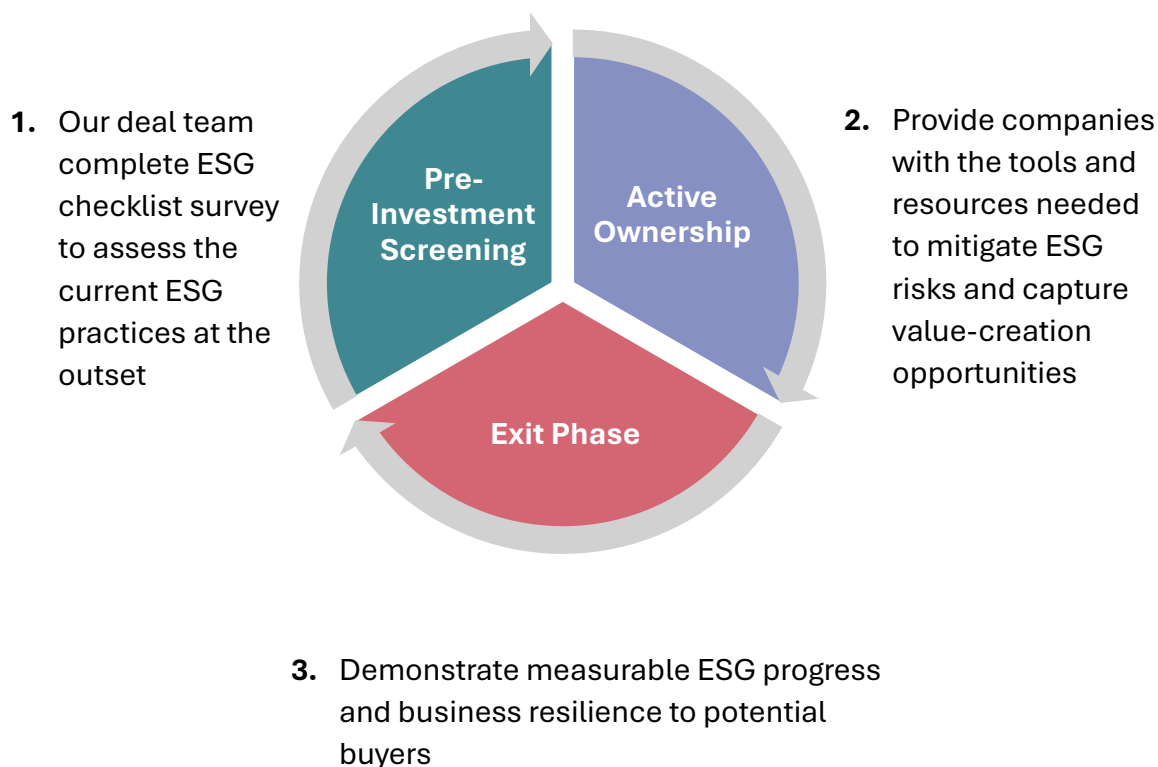 1. Our deal team
complete ESG
checklist survey
to assess the
current ESG
practices at the
outset
Pre-
Investment
Screening
Active
Ownership
2. Provide companies
with the tools and
resources needed
to mitigate ESG
risks and capture
value-creation
opportunities
Exit Phase
3. Demonstrate measurable ESG progress
and business resilience to potential
buyers